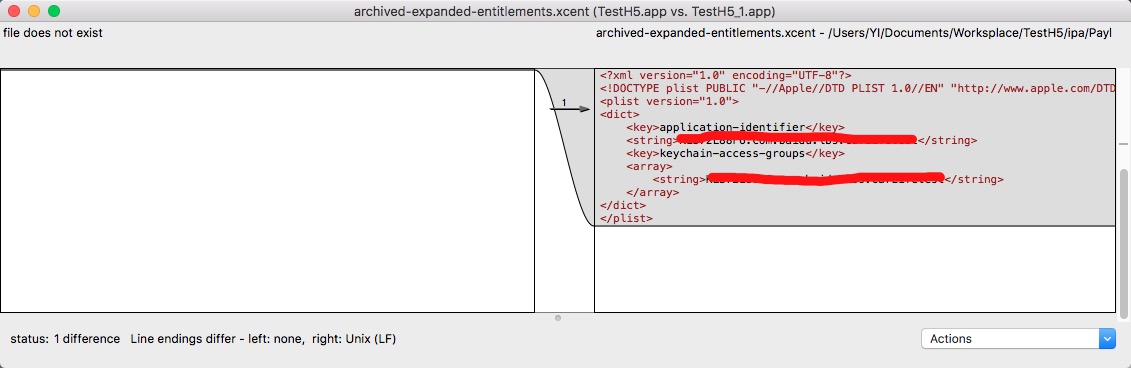 archived-expanded-entitlements.xcent (TestH5.app vs. TestH5_1.app)
file does not exist
archived-expanded-entitlements.xcent - /Users/YI/Documents/Worksplace/TestH5/ipa/Payl
1
<?xml version="1.0" encoding="UTF-8"?>
<!DOCTYPE plist PUBLIC "-//Apple//DTD PLIST 1.0//EN" "http://www.apple.com/DTD
<plist version="1.0">
<dict>
<key>application-identifier</key>
<string></string>
<key>keychain-access-groups</key>
<array>
<string></string>
</array>
</dict>
</plist>
status: 1 difference Line endings differ - left: none, right: Unix (LF)
Actions